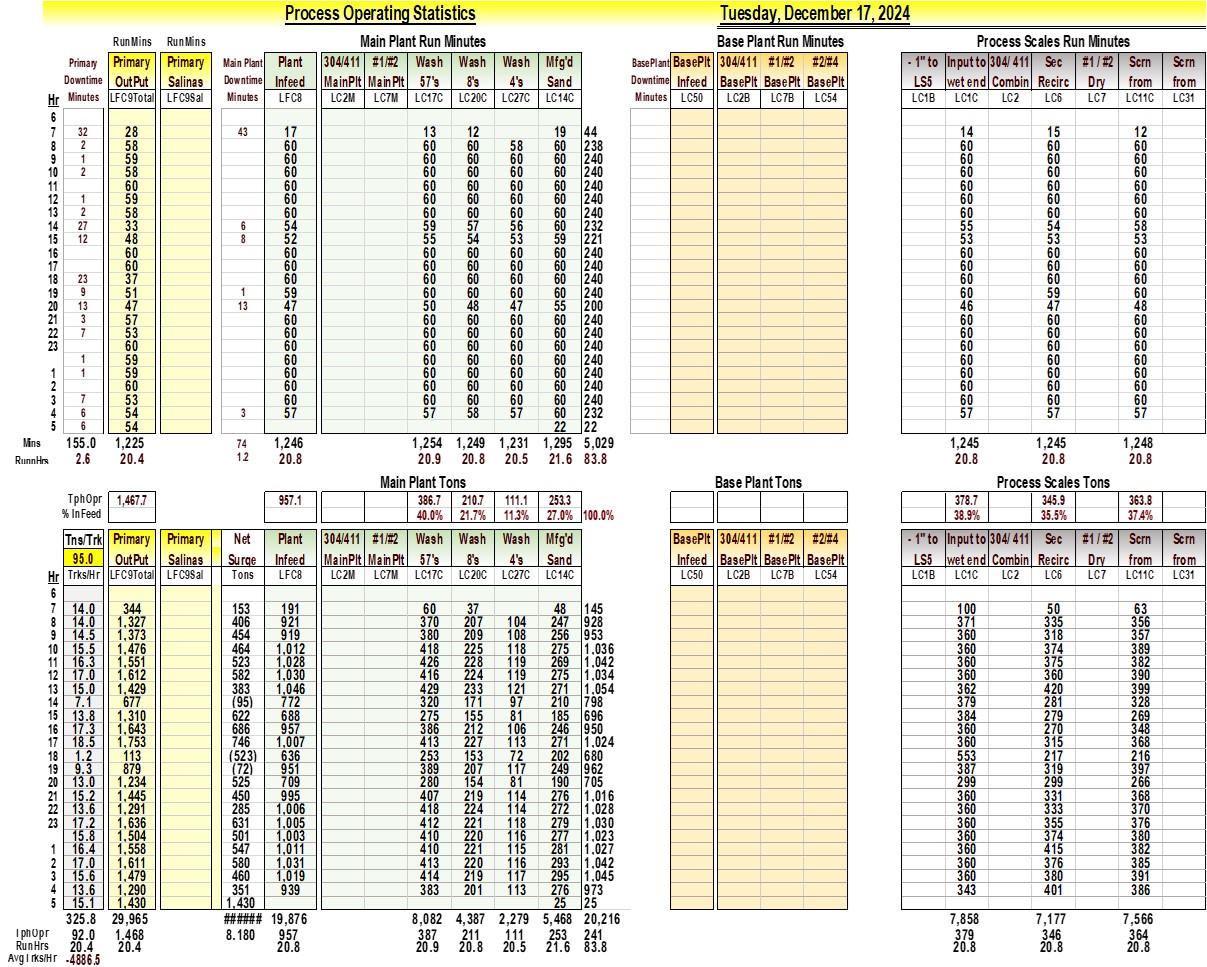 Process Operating Statistics Tuesday, December 17, 2024
RunMins RunMins Main Plant Run Minutes Base Plant Run Minutes Process Scales Run Minutes
Primary Primary Primary Main Plant Plant 304/411 #1/#2 Wash Wash Wash Mfg'd BasePlant BasePlt 304/411 #1/#2 #2/#4 - 1" to Input to 304/ 411 Sec #1 / #2 Scrn Scrn
Downtime OutPut Salinas Downtime Infeed MainPlt MainPlt 57's 8's 4's Sand Downtime Infeed BasePlt BasePlt BasePlt LS5 wet end Combin Recirc Dry from from
Hr Minutes LFC9Total LFC9Sal Minutes LFC8 LC2M LC7M LC17C LC20C LC27C LC14C Minutes LC50 LC2B LC7B LC54 LC1B LC1C LC2 LC6 LC7 LC11C LC31
6
7 32 28 43 17 13 12 19 44 14 15 12
8 2 58 60 60 60 58 60 238 60 60 60
9 1 59 60 60 60 60 60 240 60 60 60
10 2 58 60 60 60 60 60 240 60 60 60
11 60 60 60 60 60 60 240 60 60 60
12 1 59 60 60 60 60 60 240 60 60 60
13 2 58 60 60 60 60 60 240 60 60 60
14 27 33 6 54 59 57 56 60 232 55 54 58
15 12 48 8 52 55 54 53 59 221 53 53 53
16 60 60 60 60 60 60 240 60 60 60
17 60 60 60 60 60 60 240 60 60 60
18 23 37 60 60 60 60 60 240 60 60 60
19 9 51 1 59 60 60 60 60 240 60 59 60
20 13 47 13 47 50 48 47 55 200 46 47 48
21 3 57 60 60 60 60 60 240 60 60 60
22 7 53 60 60 60 60 60 240 60 60 60
23 60 60 60 60 60 60 240 60 60 60
1 59 60 60 60 60 60 240 60 60 60
1 1 59 60 60 60 60 60 240 60 60 60
2 60 60 60 60 60 60 240 60 60 60
3 7 53 60 60 60 60 60 240 60 60 60
4 6 54 3 57 57 58 57 60 232 57 57 57
5 6 54 22 22
Mins 155.0 1,225 74 1,246 1,254 1,249 1,231 1,295 5,029 1,245 1,245 1,248
RunnHrs 2.6 20.4 1.2 20.8 20.9 20.8 20.5 21.6 83.8 20.8 20.8 20.8
Main Plant Tons Base Plant Tons Process Scales Tons
TphOpr 1,467.7 957.1 386.7 210.7 111.1 253.3 378.7 345.9 363.8
% InFeed 40.0% 21.7% 11.3% 27.0% 100.0% 38.9% 35.5% 37.4%
Tns/Trk Primary Primary Net Plant 304/411 #1/#2 Wash Wash Wash Mfg'd BasePlt 304/411 #1/#2 #2/#4 - 1" to Input to 304/ 411 Sec #1 / #2 Scrn Scrn
95.0 OutPut Salinas Surge Infeed MainPlt MainPlt 57's 8's 4's Sand Infeed BasePlt BasePlt BasePlt LS5 wet end Combin Recirc Dry from from
Hr Trks/Hr LFC9Total LFC9Sal Tons LFC8 LC2M LC7M LC17C LC20C LC27C LC14C LC50 LC2B LC7B LC54 LC1B LC1C LC2 LC6 LC7 LC11C LC31
6
7 14.0 344 153 191 60 37 48 145 100 50 63
8 14.0 1,327 406 921 370 207 104 247 928 371 335 356
9 14.5 1,373 454 919 380 209 108 256 953 360 318 357
10 15.5 1,476 464 1,012 418 225 118 275 1,036 360 374 389
11 16.3 1,551 523 1,028 426 228 119 269 1,042 360 375 382
12 17.0 1,612 582 1,030 416 224 119 275 1,034 360 360 390
13 15.0 1,429 383 1,046 429 233 121 271 1,054 362 420 399
14 7.1 677 (95) 772 320 171 97 210 798 379 281 328
15 13.8 1,310 622 688 275 155 81 185 696 384 279 269
16 17.3 1,643 686 957 386 212 106 246 950 360 270 348
17 18.5 1,753 746 1,007 413 227 113 271 1,024 360 315 368
18 1.2 113 (523) 636 253 153 72 202 680 553 217 216
19 9.3 879 (72) 951 389 207 117 249 962 387 319 397
20 13.0 1,234 525 709 280 154 81 190 705 299 299 266
21 15.2 1,445 450 995 407 219 114 276 1,016 360 331 368
22 13.6 1,291 285 1,006 418 224 114 272 1,028 360 333 370
23 17.2 1,636 631 1,005 412 221 118 279 1,030 360 355 376
15.8 1,504 501 1,003 410 220 116 277 1,023 360 374 380
1 16.4 1,558 547 1,011 410 221 115 281 1,027 360 415 382
2 17.0 1,611 580 1,031 413 220 116 293 1,042 360 376 385
3 15.6 1,479 460 1,019 414 219 117 295 1,045 360 380 391
4 13.6 1,290 351 939 383 201 113 276 973 343 401 386
5 15.1 1,430 1,430 25 25
325.8 29,965 ###### 19,876 8,082 4,387 2,279 5,468 20,216 7,858 7,177 7,566
TphOpr 92.0 1,468 8,180 957 387 211 111 253 241 379 346 364
RunHrs 20.4 20.4 20.8 20.9 20.8 20.5 21.6 83.8 20.8 20.8 20.8
AvgTrks/Hr -4886.5